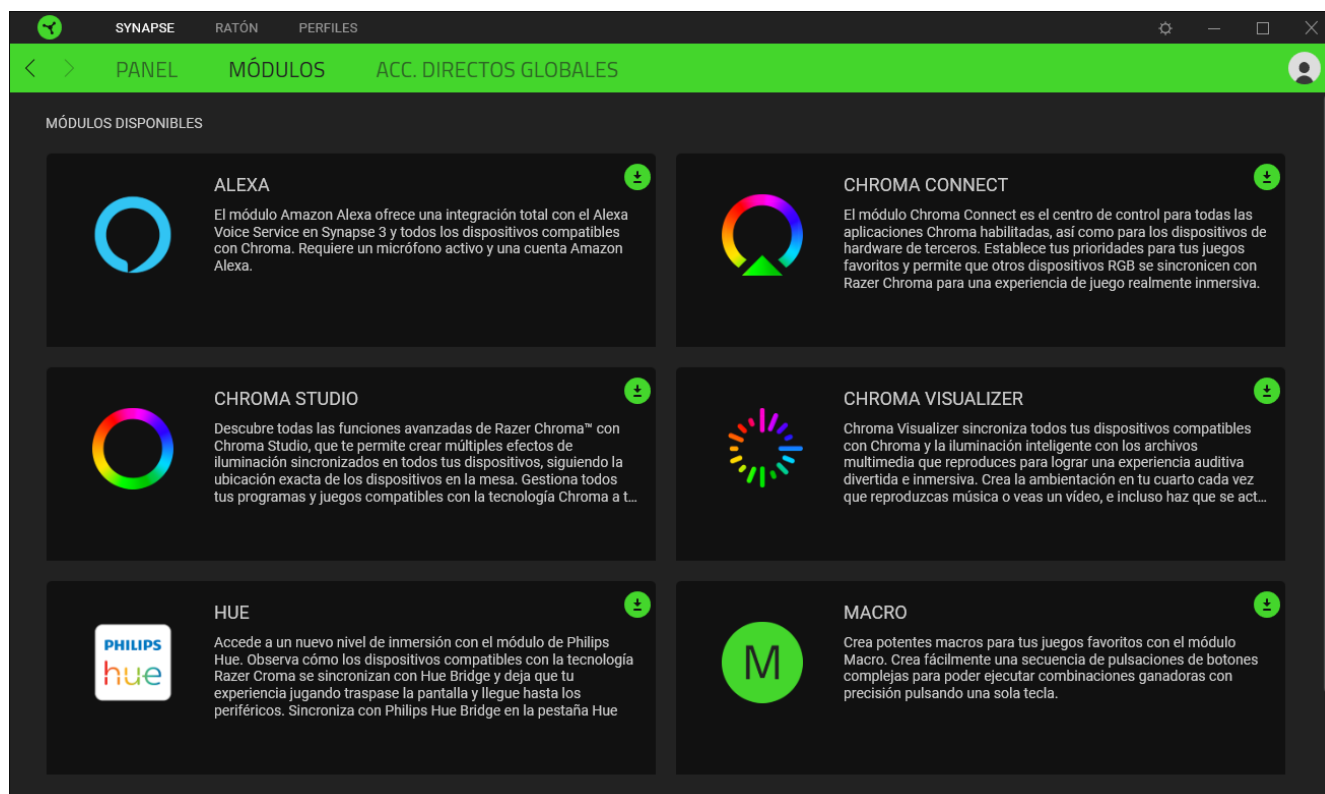 SYNAPSE RATÓN PERFILES
PANEL MÓDULOS ACC. DIRECTOS GLOBALES
MÓDULOS DISPONIBLES
ALEXA
El módulo Amazon Alexa ofrece una integración total con el Alexa
Voice Service en Synapse 3 y todos los dispositivos compatibles
con Chroma. Requiere un micrófono activo y una cuenta Amazon
Alexa.
CHROMA CONNECT
El módulo Chroma Connect es el centro de control para todas las
aplicaciones Chroma habilitadas, así como para los dispositivos de
hardware de terceros. Establece tus prioridades para tus juegos
favoritos y permite que otros dispositivos RGB se sincronicen con
Razer Chroma para una experiencia de juego realmente inmersiva.
CHROMA STUDIO
Descubre todas las funciones avanzadas de Razer Chroma™ con
Chroma Studio, que te permite crear múltiples efectos de
iluminación sincronizados en todos tus dispositivos, siguiendo la
ubicación exacta de los dispositivos en la mesa. Gestiona todos
tus programas y juegos compatibles con la tecnología Chroma a t...
CHROMA VISUALIZER
Chroma Visualizer sincroniza todos tus dispositivos compatibles
con Chroma y la iluminación inteligente con los archivos
multimedia que reproduces para lograr una experiencia auditiva
divertida e inmersiva. Crea la ambientación en tu cuarto cada vez
que reproduzcas música o veas un vídeo, e incluso haz que se act...
PHILIPS
hue
HUE
Accede a un nuevo nivel de inmersión con el módulo de Philips
Hue. Observa cómo los dispositivos compatibles con la tecnología
Razer Croma se sincronizan con Hue Bridge y deja que tu
experiencia jugando traspase la pantalla y llegue hasta los
periféricos. Sincroniza con Philips Hue Bridge en la pestaña Hue
M
MACRO
Crea potentes macros para tus juegos favoritos con el módulo
Macro. Crea fácilmente una secuencia de pulsaciones de botones
complejas para poder ejecutar combinaciones ganadoras con
precisión pulsando una sola tecla.